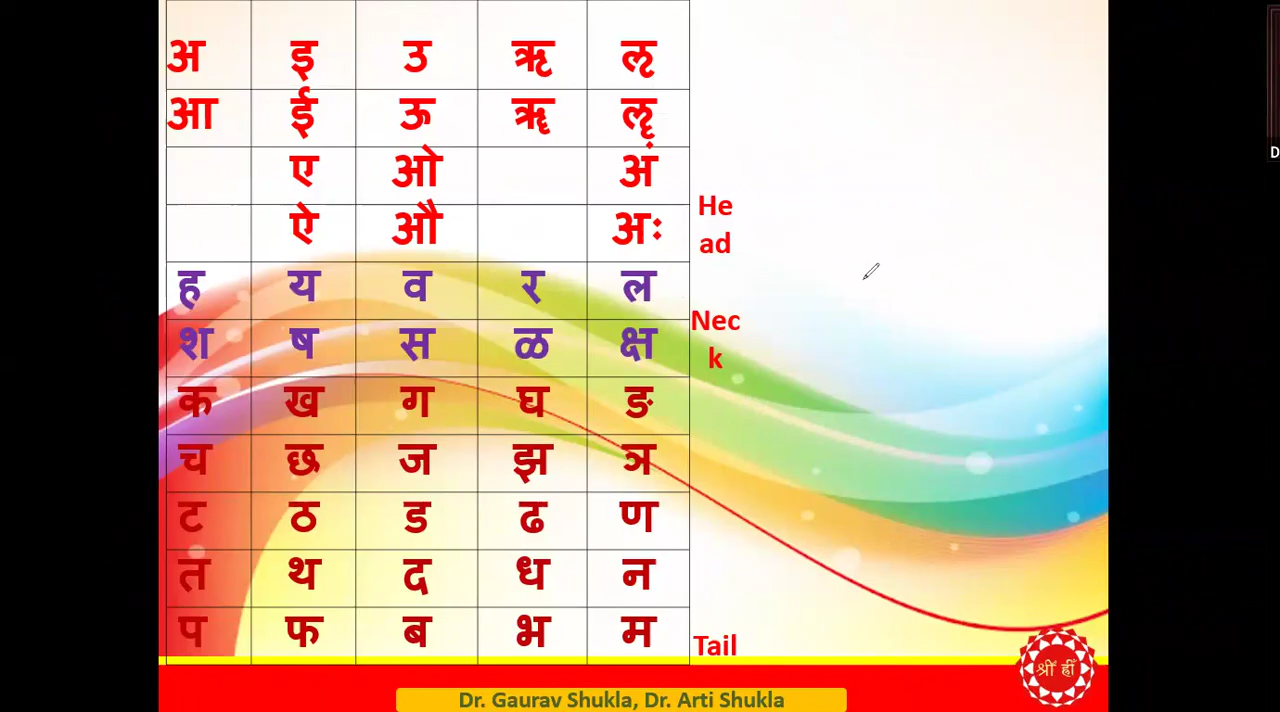 अ इ उ ऋ ऌ
आ ई ऊ ॠ ॡ
ए ओ अं
ऐ औ अः
He
ad
ह य व र ल
Nec
k
श ष स ळ क्ष
क ख ग घ ङ
च छ ज झ ञ
ट ठ ड ढ ण
त थ द ध न
प फ ब भ म
Tail
श्रीं ह्रीं
Dr. Gaurav Shukla, Dr. Arti Shukla
D